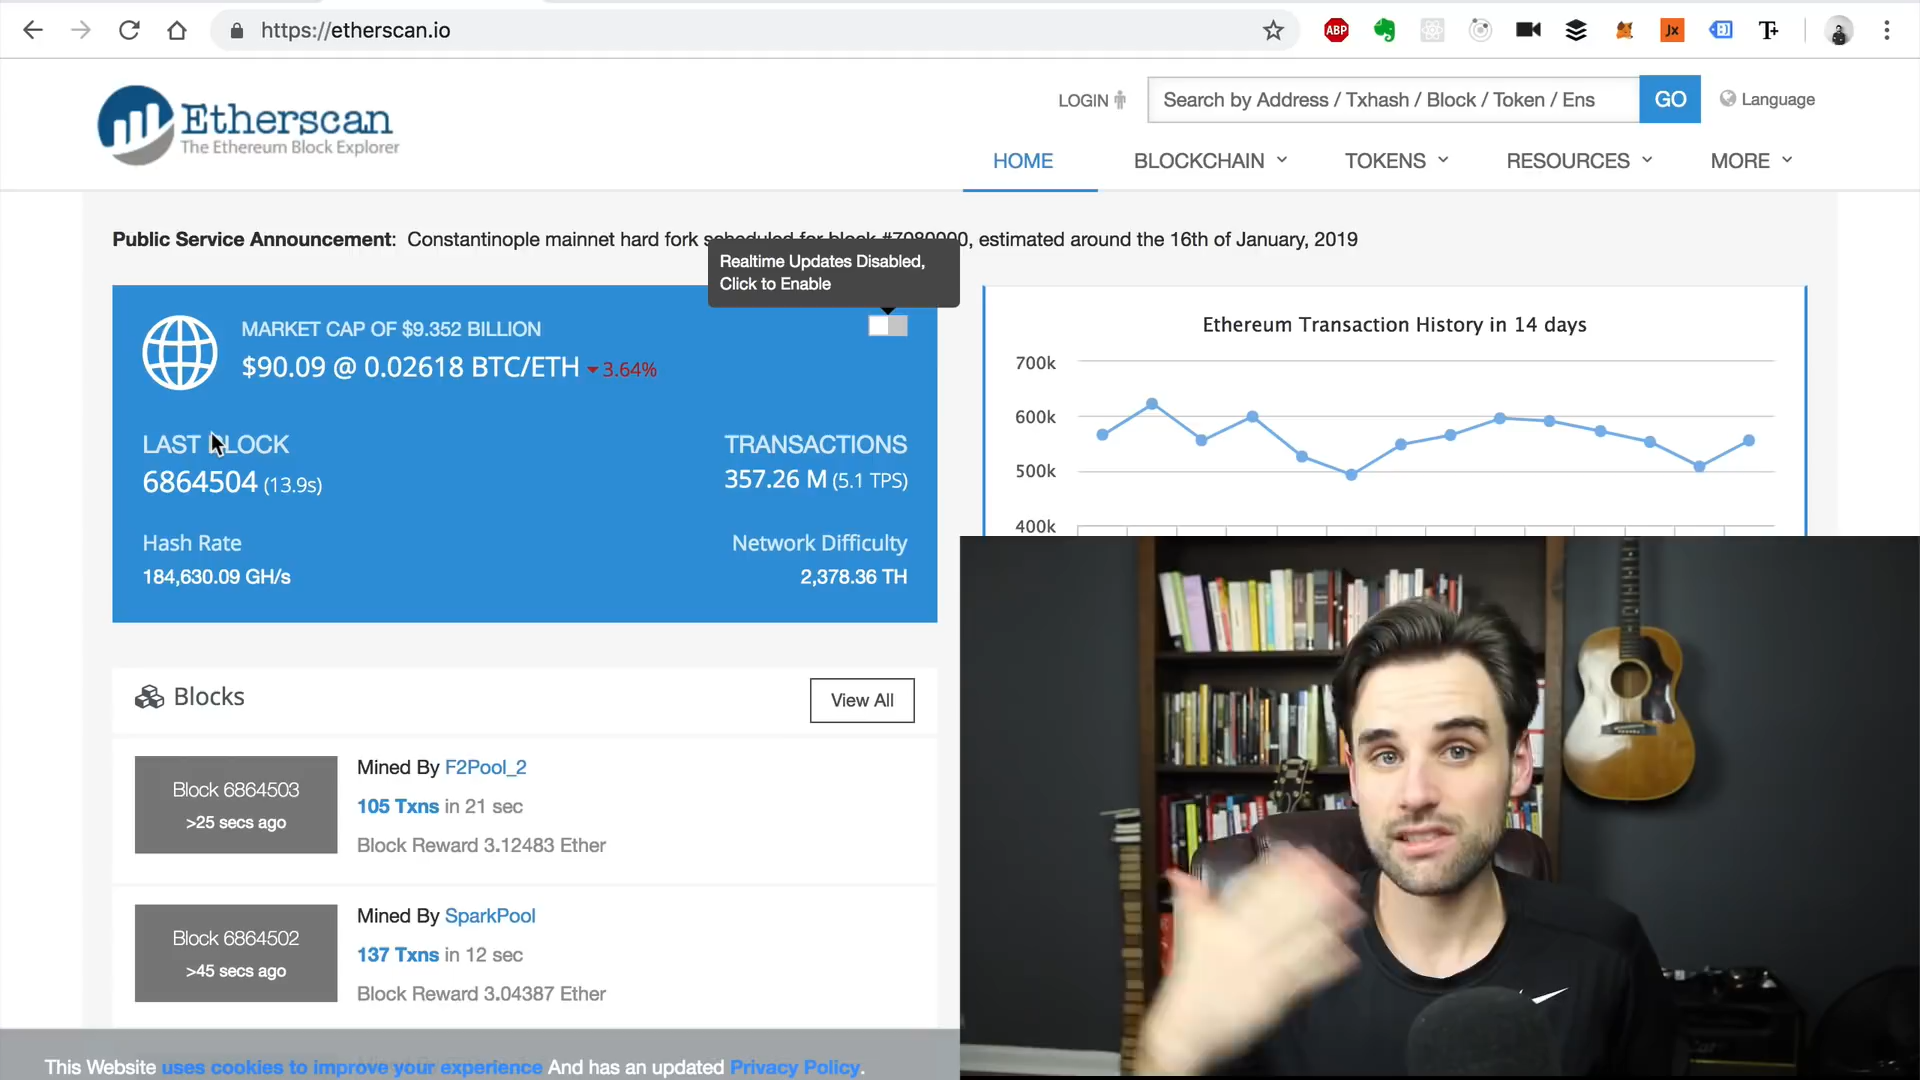 https://etherscan.io
ABP
Jx
T+
Etherscan
The Ethereum Block Explorer
LOGIN
Search by Address / Txhash / Block / Token / Ens
GO
Language
HOME
BLOCKCHAIN
TOKENS
RESOURCES
MORE
Public Service Announcement: Constantinople mainnet hard fork scheduled for block #7080000, estimated around the 16th of January, 2019
Realtime Updates Disabled,
Click to Enable
MARKET CAP OF $9.352 BILLION
$90.09 @ 0.02618 BTC/ETH 3.64%
LAST BLOCK
6864504 (13.9s)
TRANSACTIONS
357.26 M (5.1 TPS)
Hash Rate
184,630.09 GH/s
Network Difficulty
2,378.36 TH
Ethereum Transaction History in 14 days
700k
600k
500k
400k
Blocks
View All
Block 6864503
>25 secs ago
Mined By F2Pool_2
105 Txns in 21 sec
Block Reward 3.12483 Ether
Block 6864502
>45 secs ago
Mined By SparkPool
137 Txns in 12 sec
Block Reward 3.04387 Ether
This Website uses cookies to improve your experience And has an updated Privacy Policy.